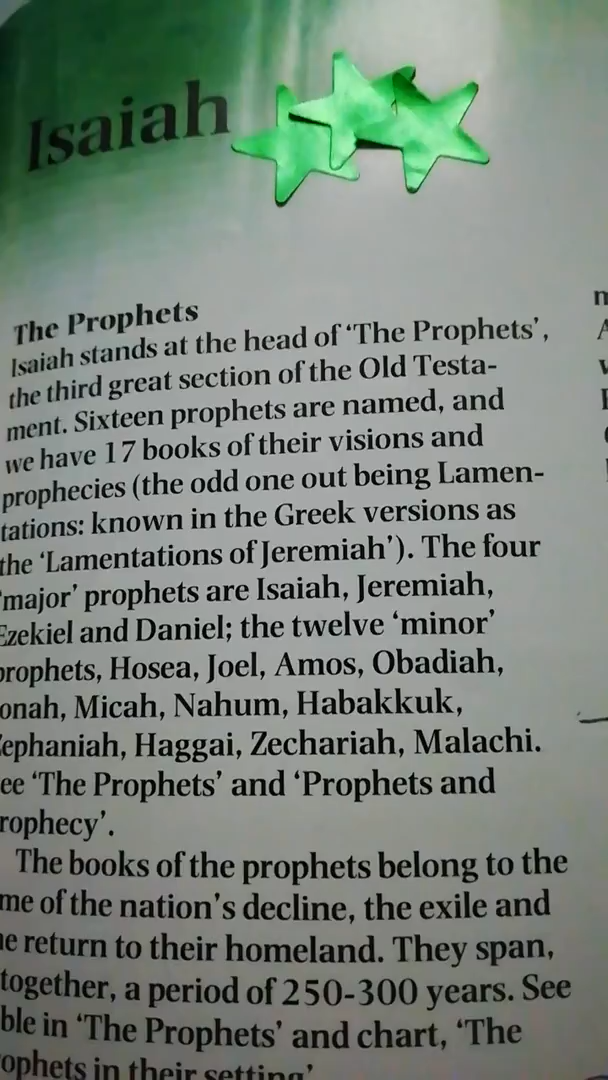 Isaiah
The Prophets
Isaiah stands at the head of ‘The Prophets’,
the third great section of the Old Testa-
ment. Sixteen prophets are named, and
we have 17 books of their visions and
prophecies (the odd one out being Lamen-
tations: known in the Greek versions as
the ‘Lamentations of Jeremiah’). The four
‘major’ prophets are Isaiah, Jeremiah,
Ezekiel and Daniel; the twelve ‘minor’
prophets, Hosea, Joel, Amos, Obadiah,
onah, Micah, Nahum, Habakkuk,
ephaniah, Haggai, Zechariah, Malachi.
ee ‘The Prophets’ and ‘Prophets and
rophecy’.
The books of the prophets belong to the
me of the nation’s decline, the exile and
e return to their homeland. They span,
together, a period of 250-300 years. See
ble in ‘The Prophets’ and chart, ‘The
ophets in their setting’